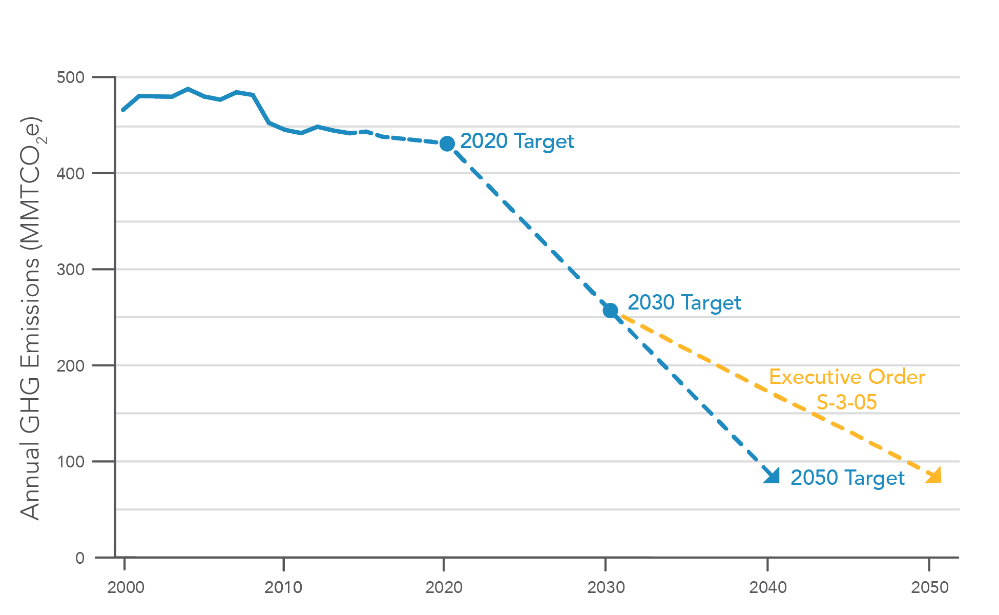 Annual GHG Emissions (MMTCO₂e)
500
400
300
200
100
0
2020 Target
2030 Target
Executive Order
S-3-05
2050 Target
2000
2010
2020
2030
2040
2050